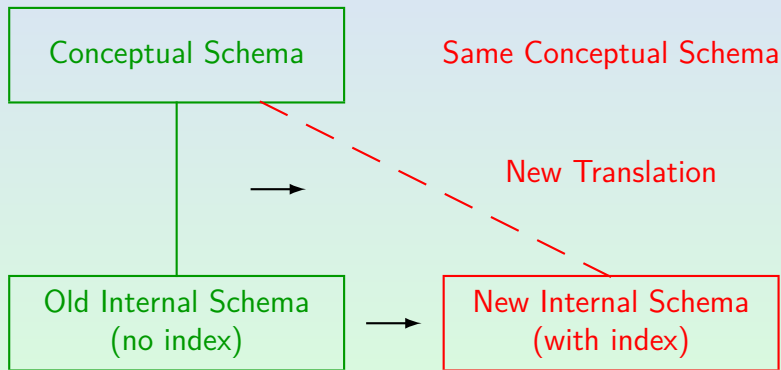 Conceptual Schema
Same Conceptual Schema
New Translation
Old Internal Schema
(no index)
New Internal Schema
(with index)